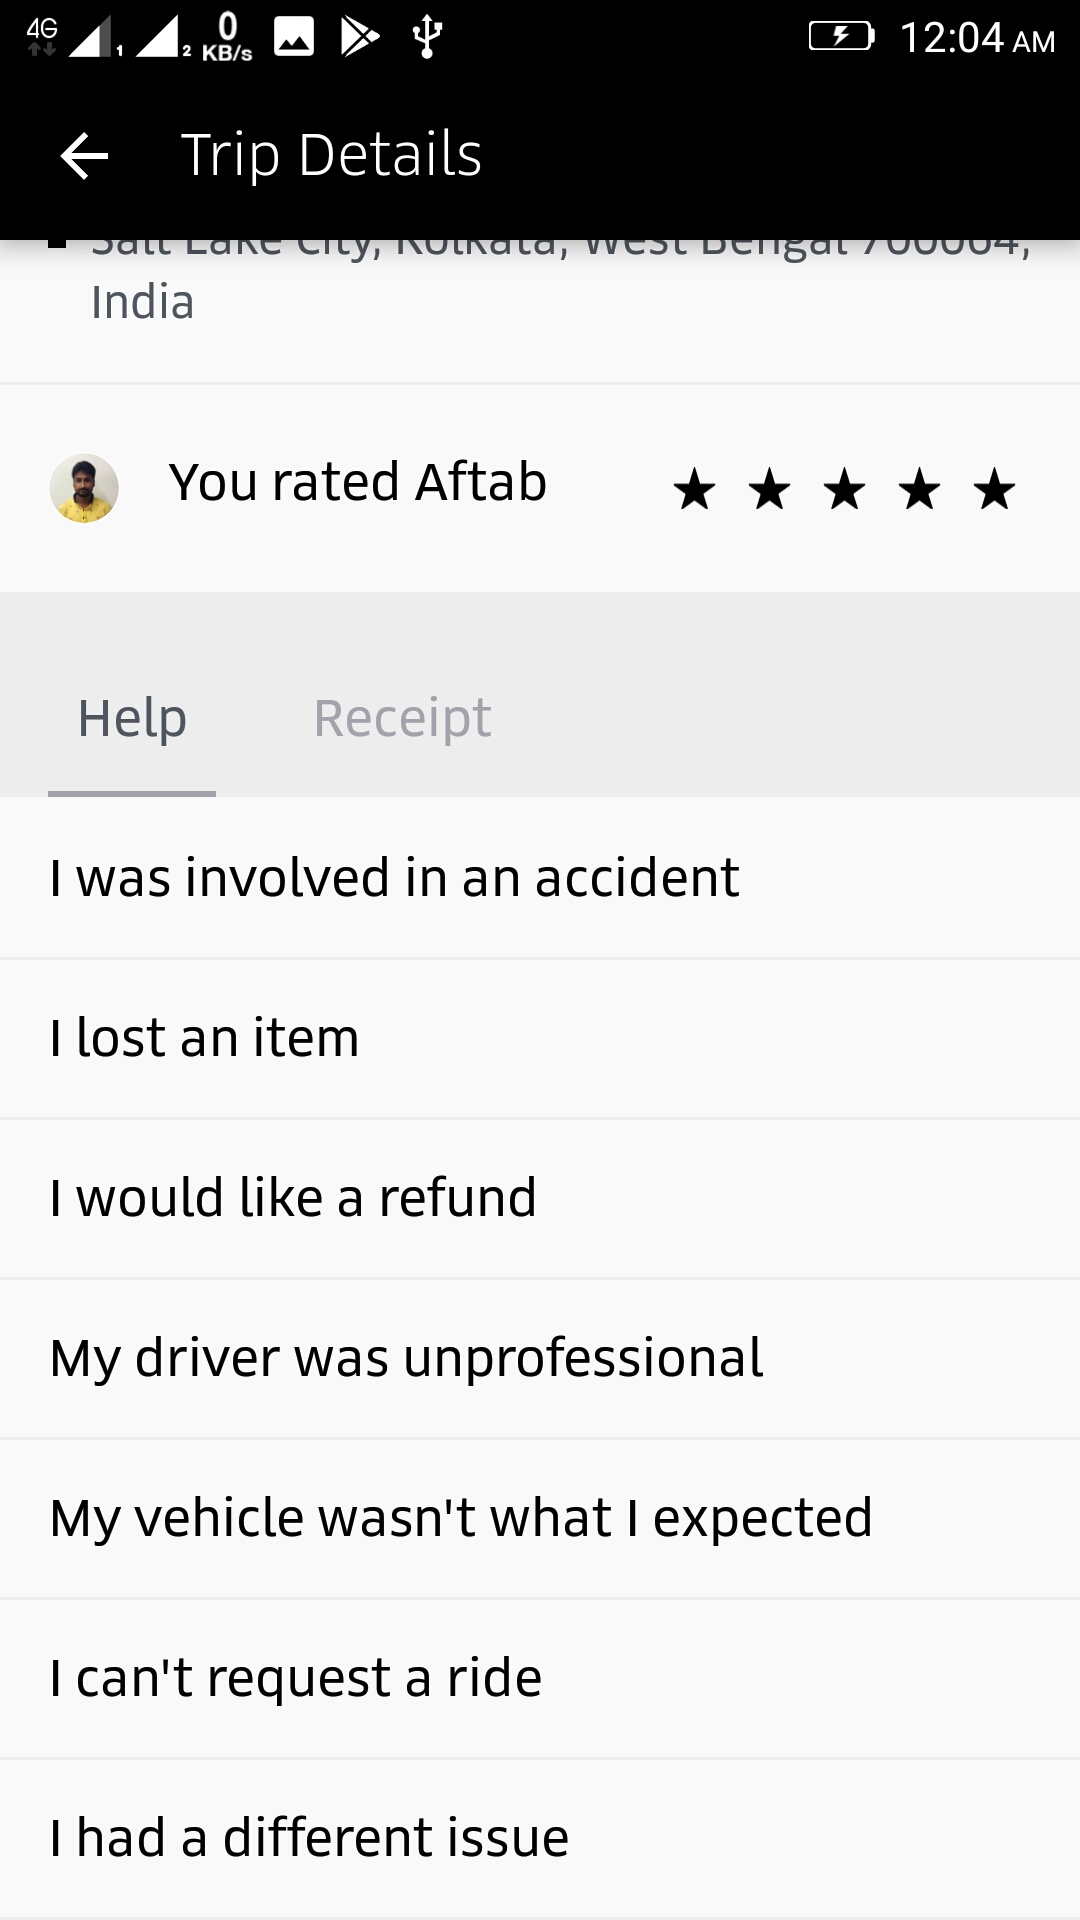 4G 1 2 0 KB/s 12:04 AM
Trip Details
Salt Lake City, Kolkata, West Bengal 700064,
India
You rated Aftab
Help Receipt
I was involved in an accident
I lost an item
I would like a refund
My driver was unprofessional
My vehicle wasn't what I expected
I can't request a ride
I had a different issue